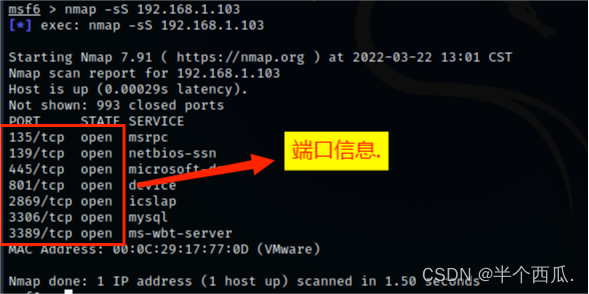 msf6 > nmap -sS 192.168.1.103
[*] exec: nmap -sS 192.168.1.103
Starting Nmap 7.91 ( https://nmap.org ) at 2022-03-22 13:01 CST
Nmap scan report for 192.168.1.103
Host is up (0.00029s latency).
Not shown: 993 closed ports
PORT STATE SERVICE
135/tcp open msrpc
139/tcp open netbios-ssn
445/tcp open
801/tcp open device
2869/tcp open icslap
3306/tcp open mysql
3389/tcp open ms-wbt-server
端口信息.
MAC Address: 00:0C:29:17:77:0D (VMware)
Nmap done: 1 IP address (1 host up) scanned in 1.50 seconds
CSDN @半个西瓜.